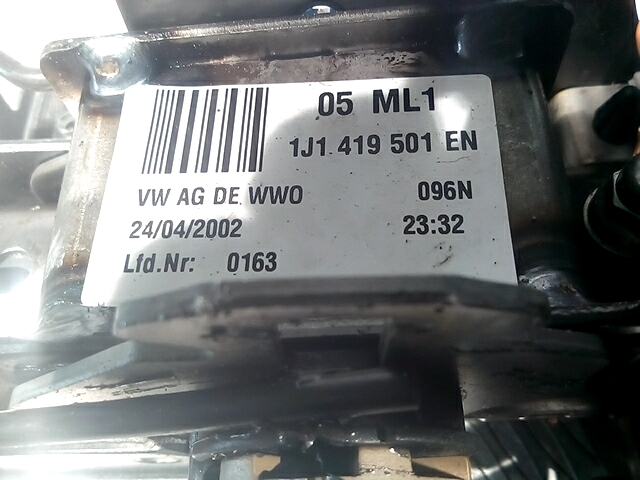 05 ML1
1J1 419 501 EN
VW AG DE WWO 096N
24/04/2002 23:32
Lfd.Nr: 0163